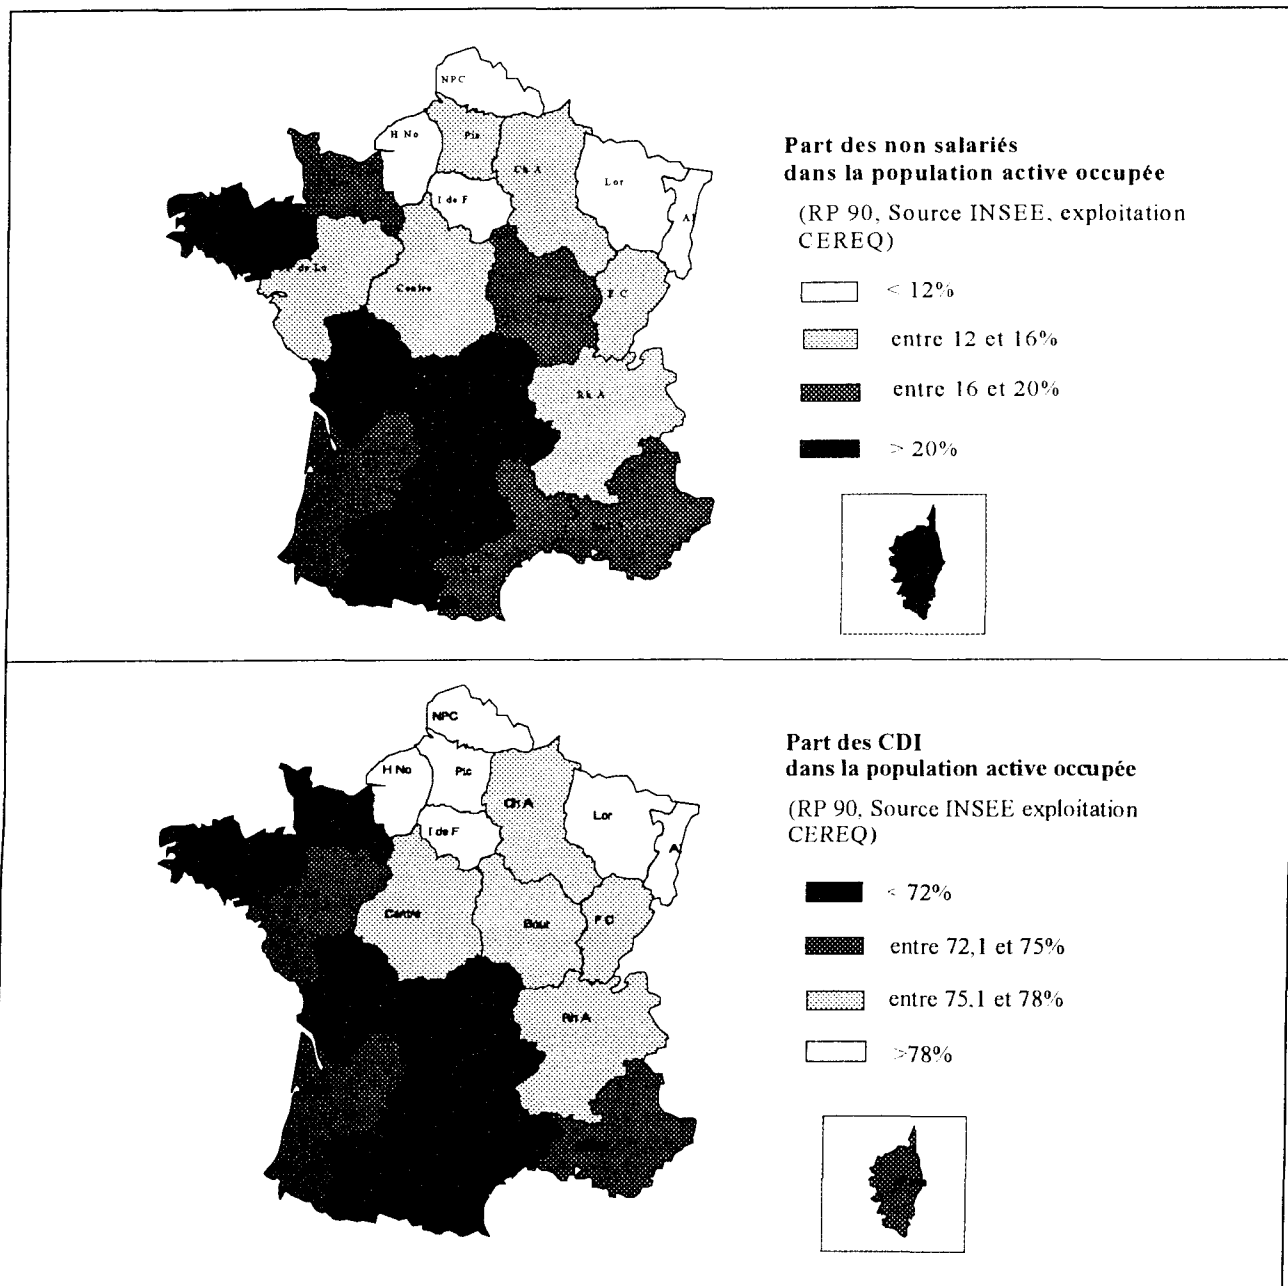 NPC
H No
Pic
Ch A
I de F
Lor
Al
de Lo
Centre
F C
Rh A
Part des non salariés
dans la population active occupée
(RP 90, Source INSEE, exploitation
CEREQ)
< 12%
entre 12 et 16%
entre 16 et 20%
> 20%
NPC
H No
Pic
Ch A
I de F
Lor
A
Centre
Bour
F C
Rh A
Part des CDI
dans la population active occupée
(RP 90, Source INSEE exploitation
CEREQ)
< 72%
entre 72,1 et 75%
entre 75,1 et 78%
>78%